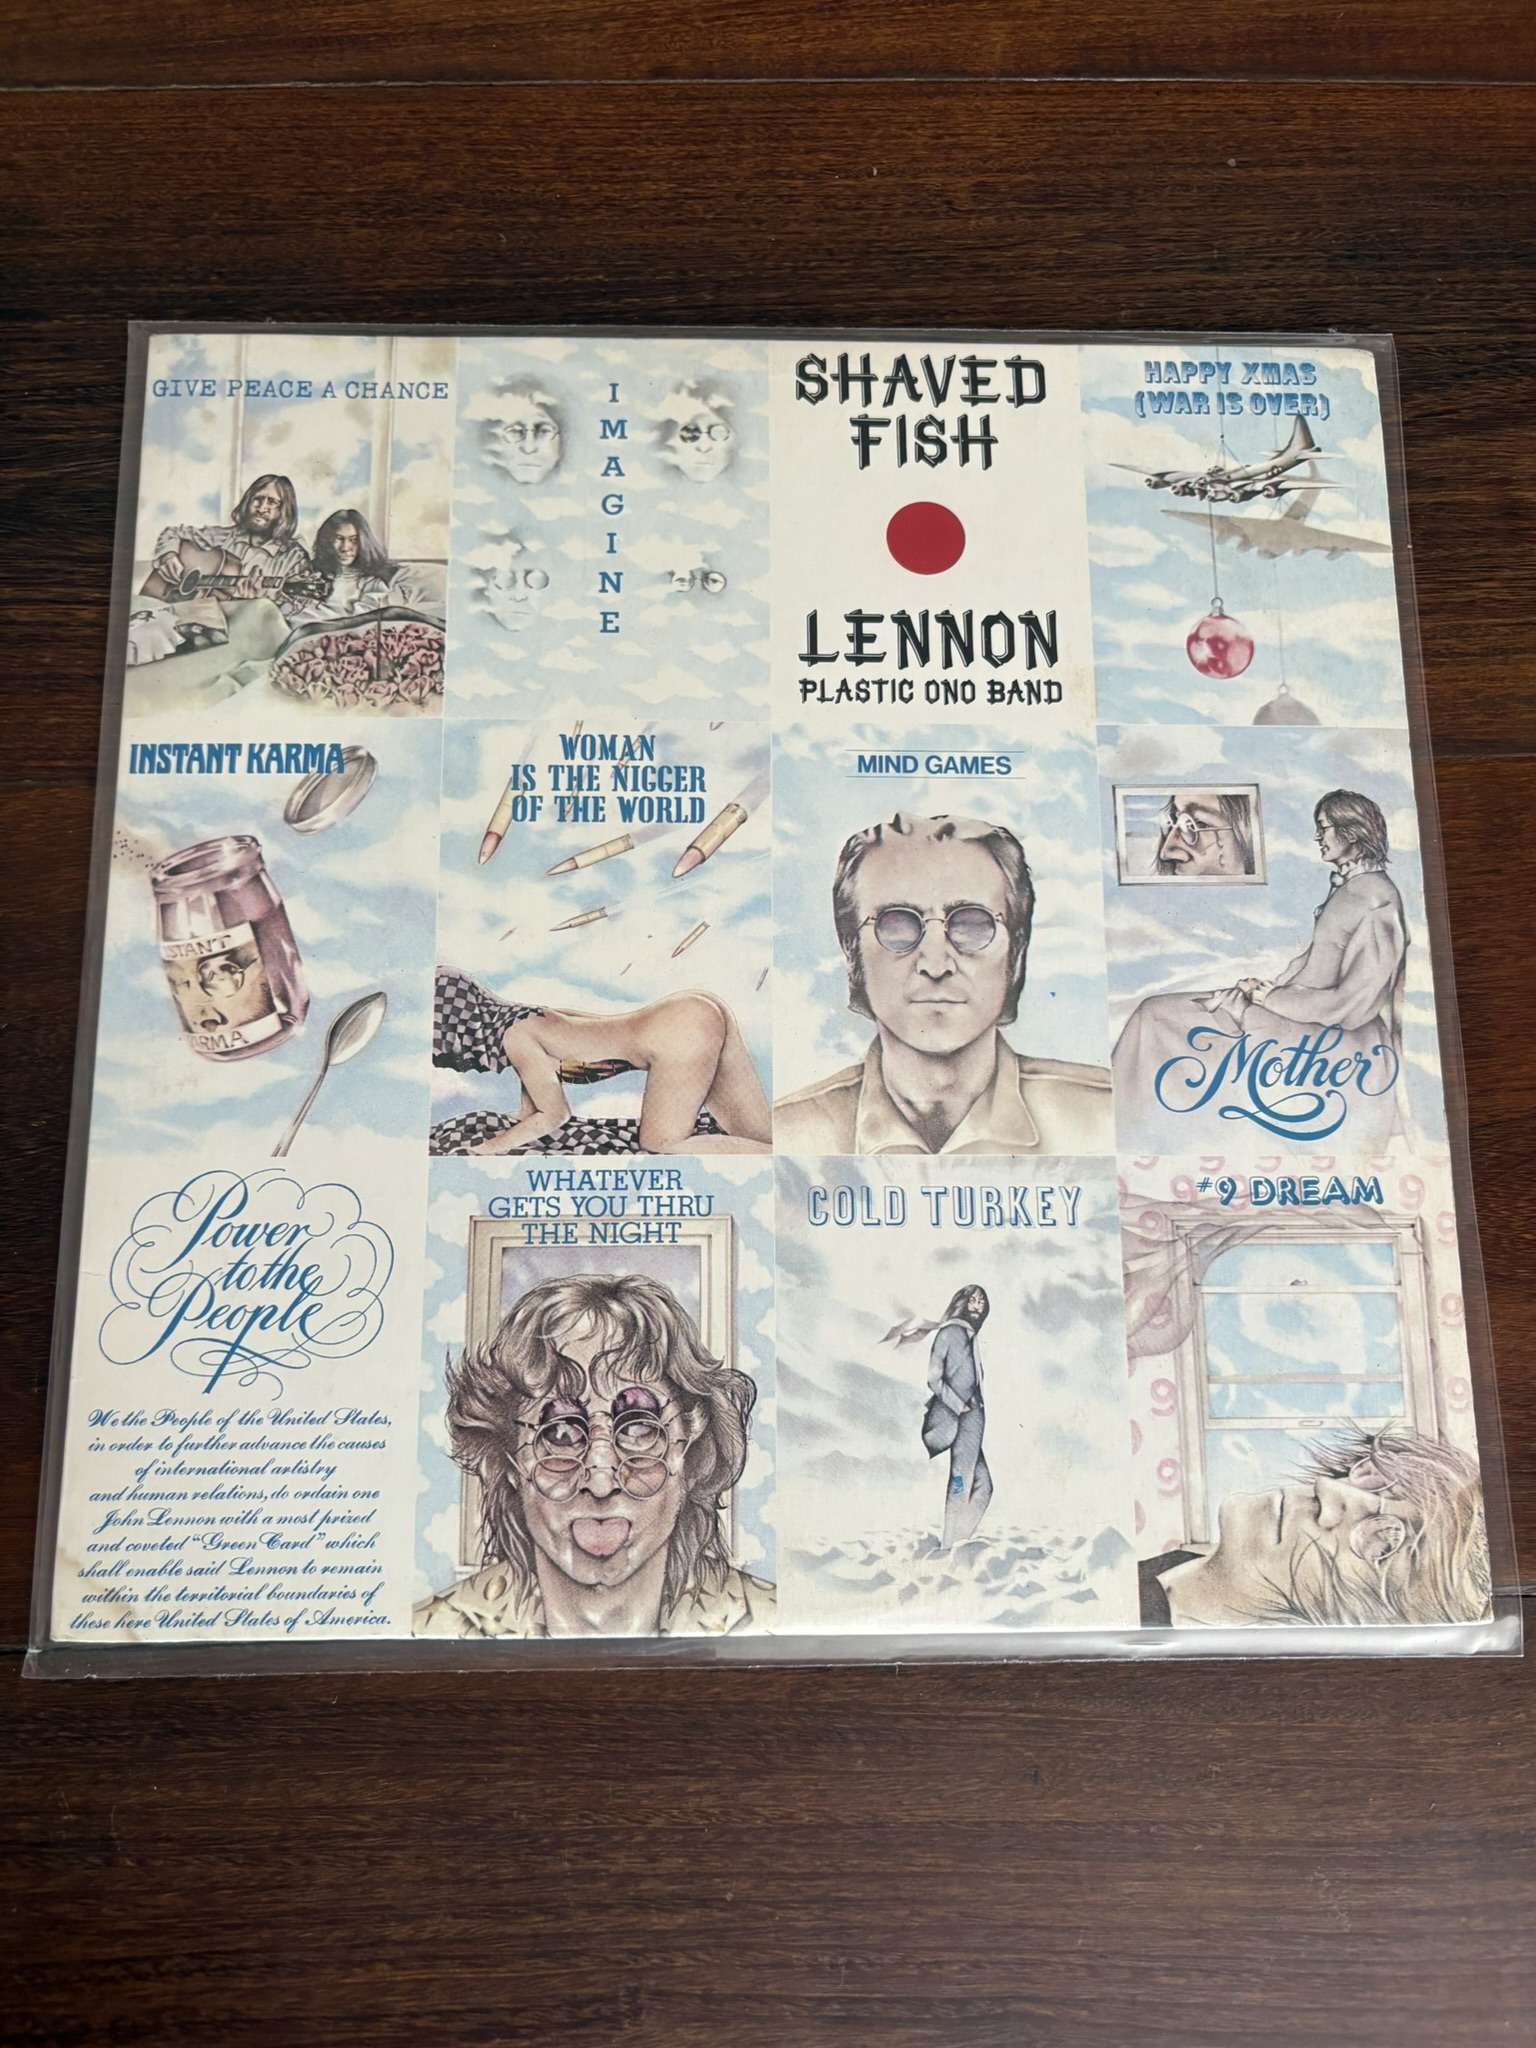 GIVE PEACE A CHANCE
I
M
A
G
I
N
E
SHAVED
FISH
LENNON
PLASTIC ONO BAND
HAPPY XMAS
(WAR IS OVER)
INSTANT KARMA
STANT
ARMA
WOMAN
IS THE NIGGER
OF THE WORLD
MIND GAMES
Mother
Power
to the
People
We the People of the United States,
in order to further advance the causes
of international artistry
and human relations, do ordain one
John Lennon with a most prized
and coveted "Green Card" which
shall enable said Lennon to remain
within the territorial boundaries of
these here United States of America.
WHATEVER
GETS YOU THRU
THE NIGHT
COLD TURKEY
#9 DREAM